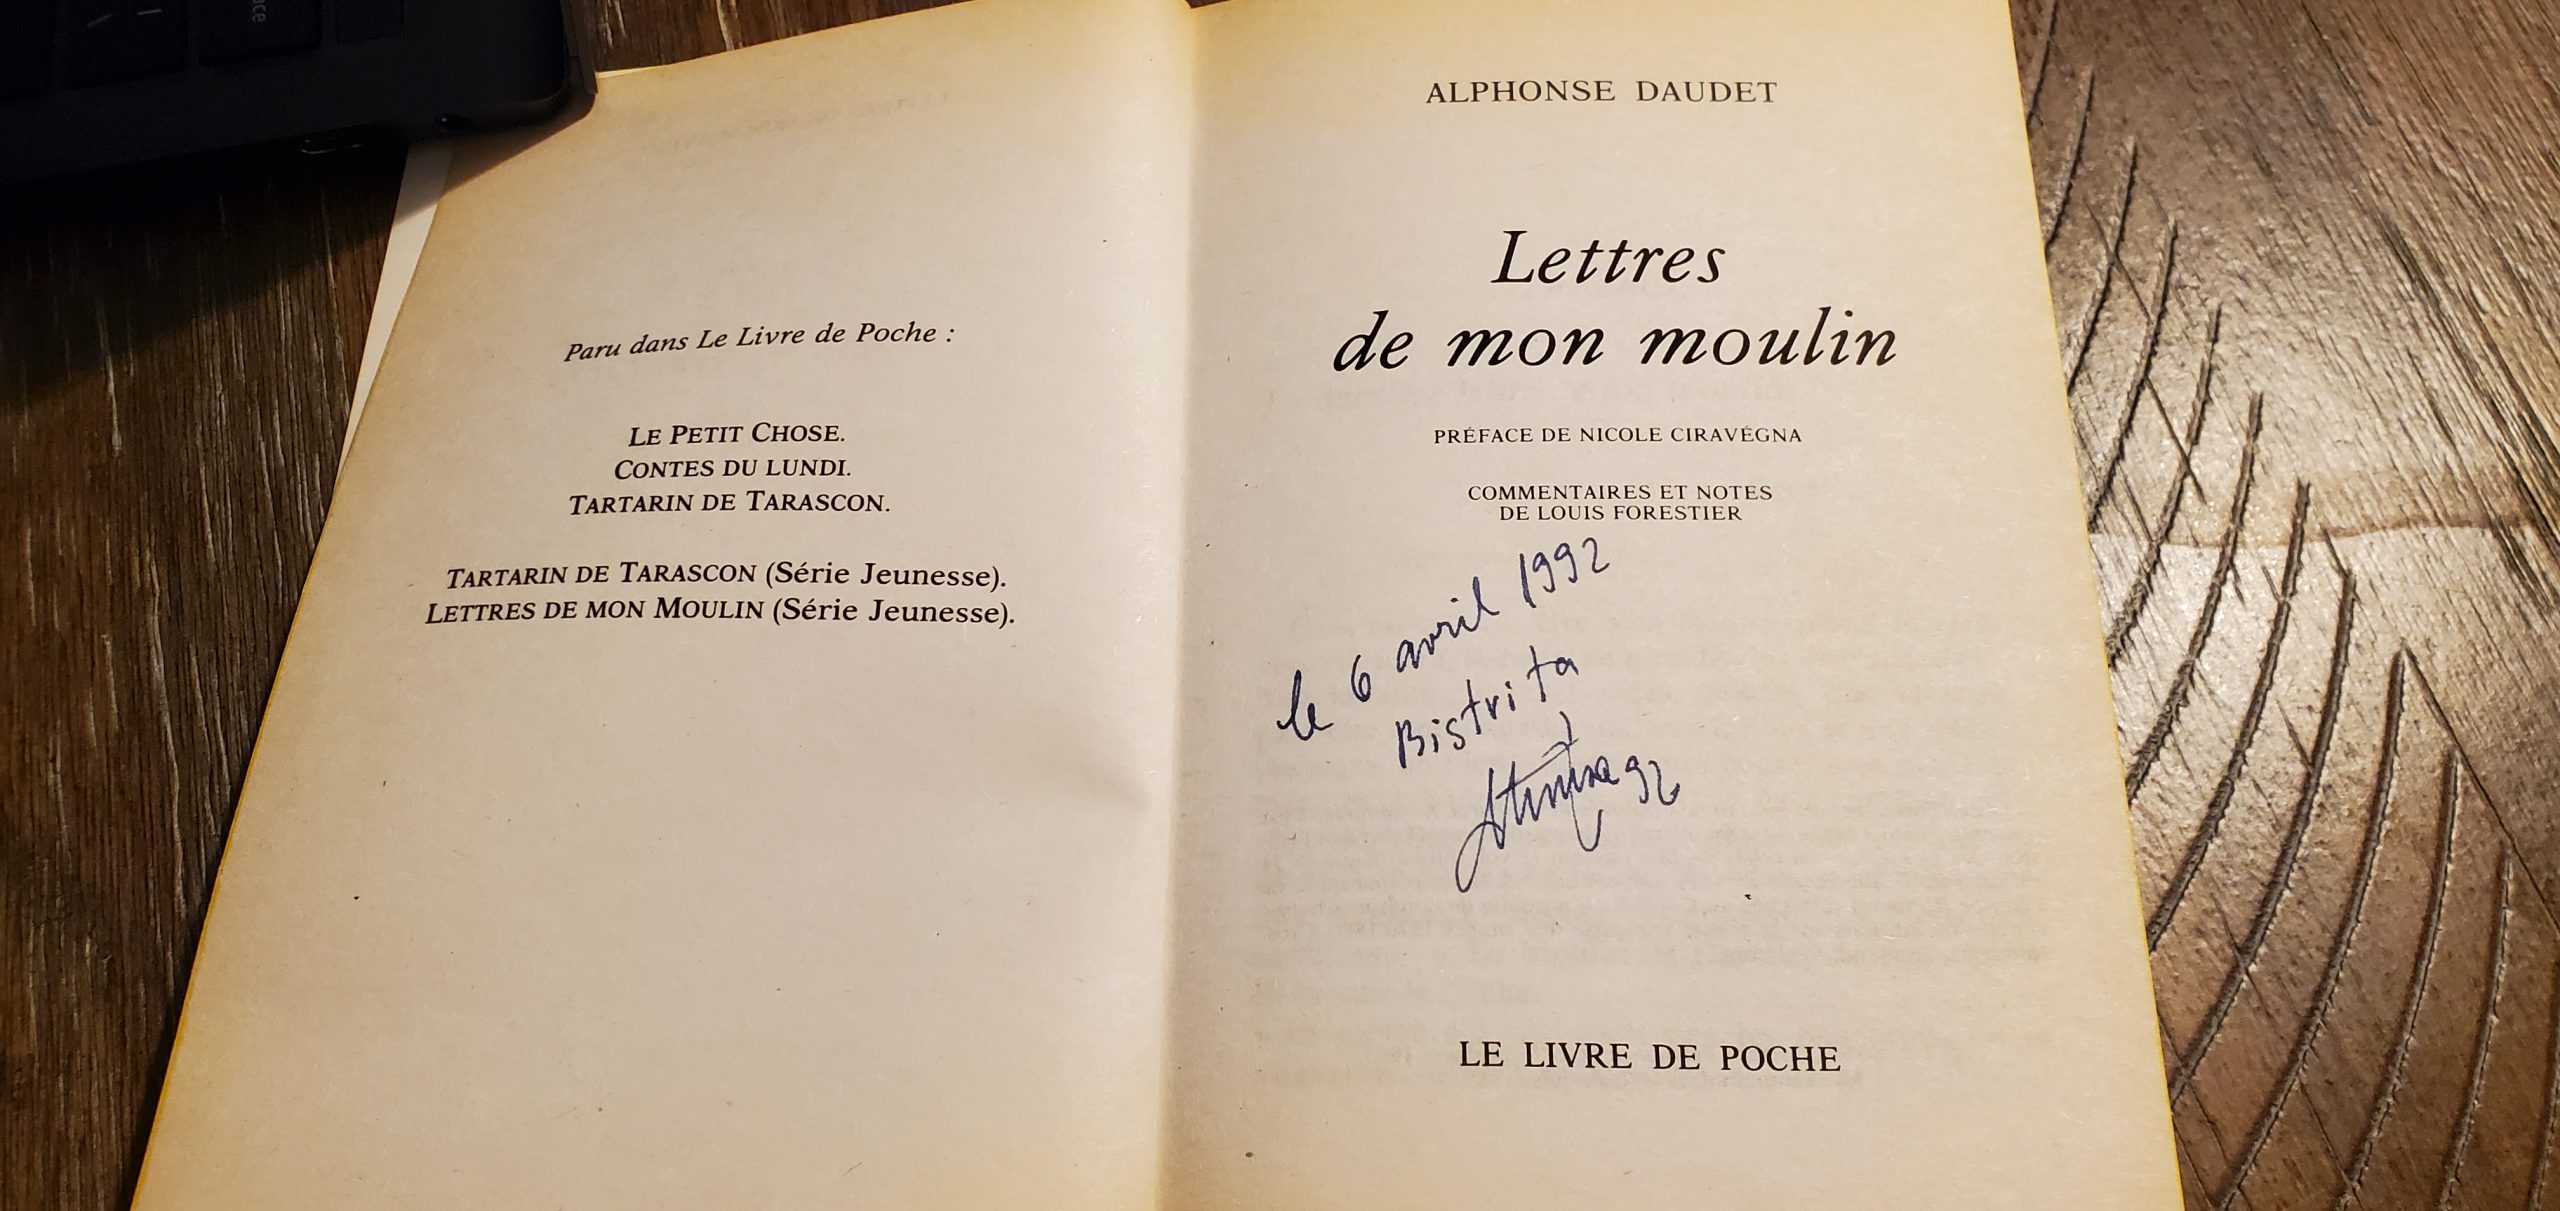 Paru dans Le Livre de Poche :
LE PETIT CHOSE.
CONTES DU LUNDI.
TARTARIN DE TARASCON.
TARTARIN DE TARASCON (Série Jeunesse).
LETTRES DE MON MOULIN (Série Jeunesse).
ALPHONSE DAUDET
Lettres
de mon moulin
PRÉFACE DE NICOLE CIRAVÉGNA
COMMENTAIRES ET NOTES
DE LOUIS FORESTIER
le 6 avril 1992
Bistrița
92
LE LIVRE DE POCHE